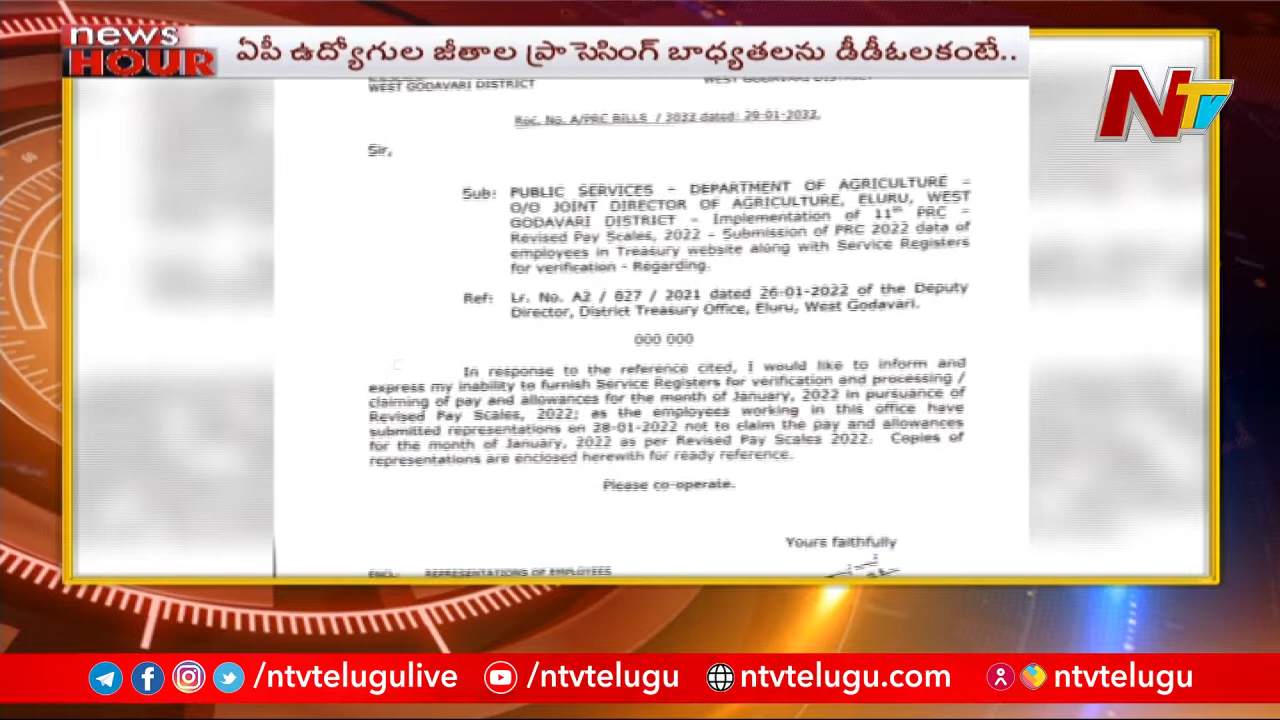 news
HOUR
ఏపీ ఉద్యోగుల జీతాల ప్రాసెసింగ్ బాధ్యతలను డీడీఓలకంటే..
NTV
WEST GODAVARI DISTRICT
WEST GODAVARI DISTRICT
Roc. No. A/PRC BILLS / 2022 dated: 29-01-2022.
Sir,
Sub: PUBLIC SERVICES – DEPARTMENT OF AGRICULTURE –
O/O JOINT DIRECTOR OF AGRICULTURE, ELURU, WEST
GODAVARI DISTRICT – Implementation of 11th PRC –
Revised Pay Scales, 2022 – Submission of PRC 2022 data of
employees in Treasury website along with Service Registers
for verification - Regarding.
Ref: Lr. No. A2 / 827 / 2021 dated 26-01-2022 of the Deputy
Director, District Treasury Office, Eluru, West Godavari.
000 000
In response to the reference cited, I would like to inform and
express my inability to furnish Service Registers for verification and processing /
claiming of pay and allowances for the month of January, 2022 in pursuance of
Revised Pay Scales, 2022; as the employees working in this office have
submitted representations on 28-01-2022 not to claim the pay and allowances
for the month of January, 2022 as per Revised Pay Scales 2022. Copies of
representations are enclosed herewith for ready reference.
Please co-operate.
Yours faithfully
ENCL: REPRESENTATIONS OF EMPLOYEES
/ntvtelugulive
/ntvtelugu
ntvtelugu.com
ntvtelugu